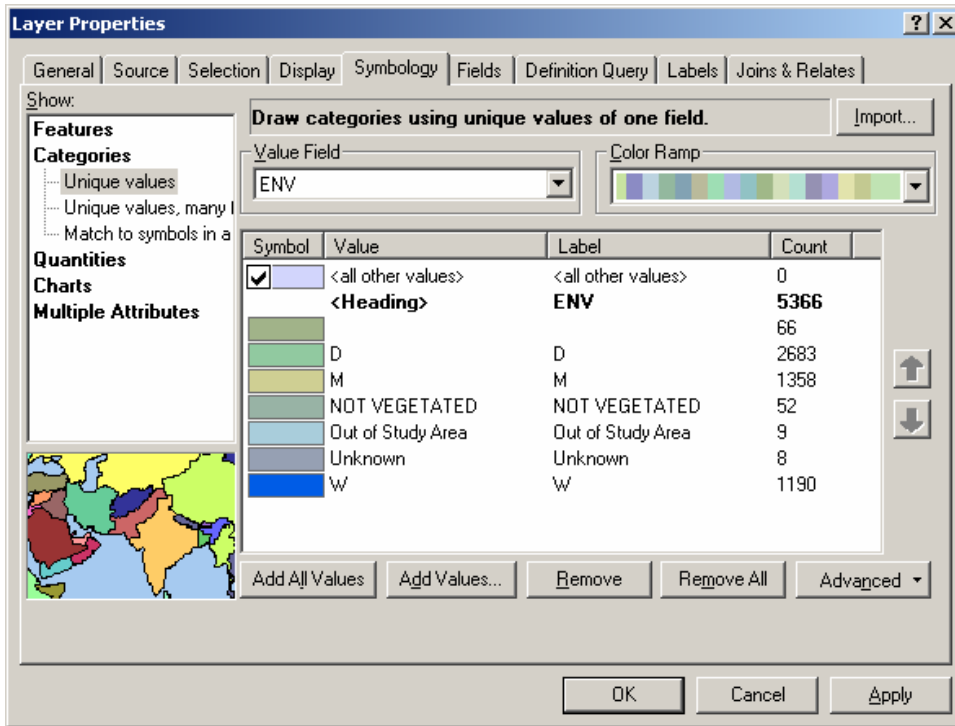 Layer Properties
General Source Selection Display Symbology Fields Definition Query Labels Joins & Relates
Show:
Features
Categories
Unique values
Unique values, many f
Match to symbols in a
Quantities
Charts
Multiple Attributes
Draw categories using unique values of one field.
Import...
Value Field
ENV
Color Ramp
Symbol Value Label Count
<all other values> <all other values> 0
<Heading> ENV 5366
66
D D 2683
M M 1358
NOT VEGETATED NOT VEGETATED 52
Out of Study Area Out of Study Area 9
Unknown Unknown 8
W W 1190
Add All Values Add Values... Remove Remove All Advanced
OK Cancel Apply